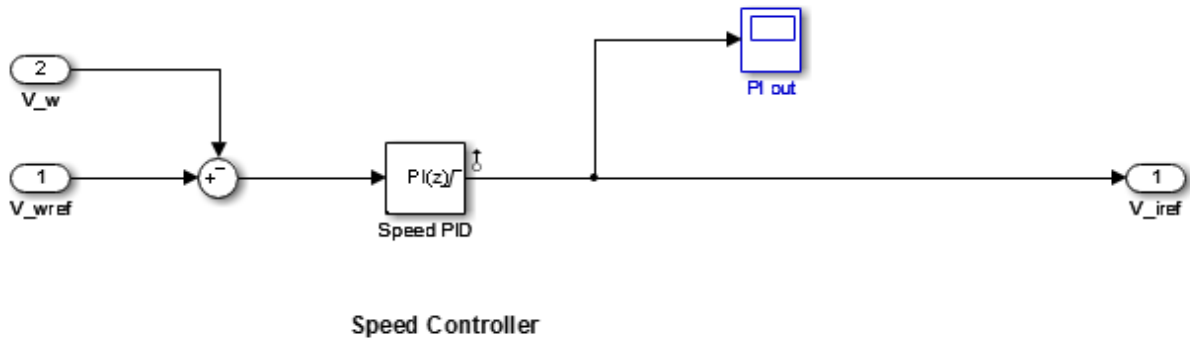 2
V_w
PI out
1
V_wref
+
−
PI(z)
Speed PID
1
V_iref
Speed Controller